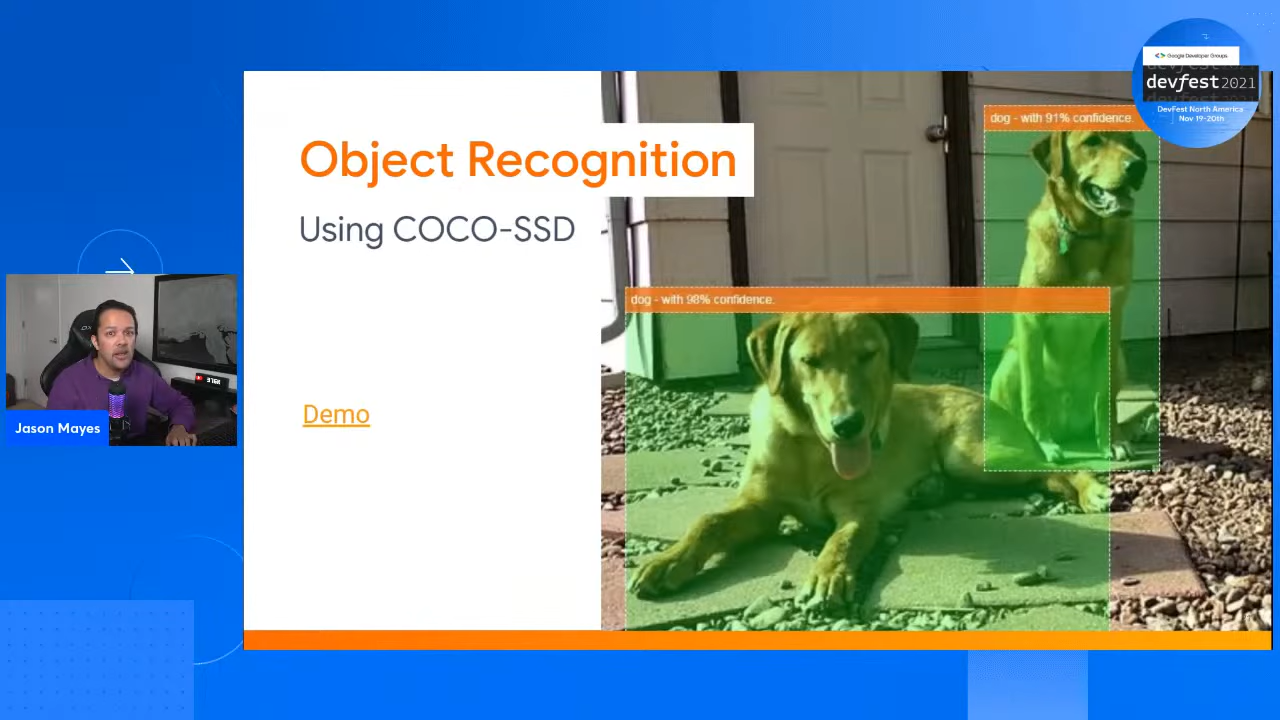 Google Developer Groups
devfest 2021
DevFest North America
Nov 19-20th
dog - with 91% confidence.
Object Recognition
Using COCO-SSD
dog - with 98% confidence.
Demo
Jason Mayes